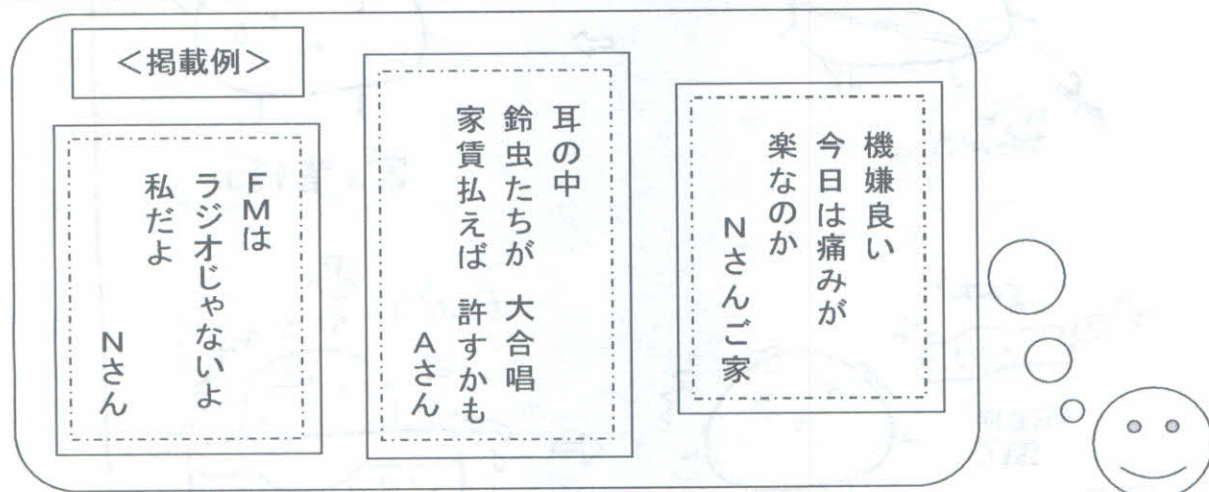 <掲載例>
機嫌良い
今日は痛みが
楽なのか
Nさんご家
耳の中
鈴虫たちが 大合唱
家賃払えば 許すかも
Aさん
FMは
ラジオじゃないよ
私だよ
Nさん